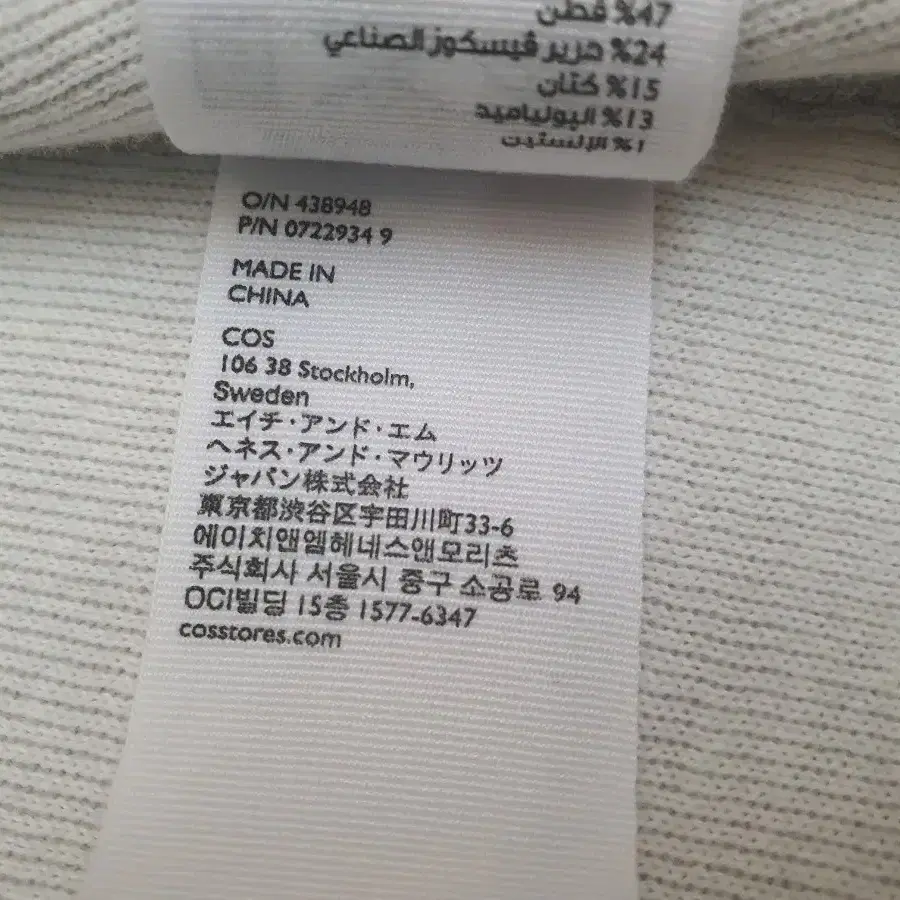 %47 قطن
%24 حرير ڤيسكوز الصناعي
%15 كتان
%13 البولياميد
%1 الإلستين
O/N 438948
P/N 0722934 9
MADE IN
CHINA
COS
106 38 Stockholm,
Sweden
エイチ・アンド・エム
ヘネス・アンド・マウリッツ
ジャパン株式会社
東京都渋谷区宇田川町33-6
에이치앤엠헤네스앤모리츠
주식회사 서울시 중구 소공로 94
OCI빌딩 15층 1577-6347
cosstores.com